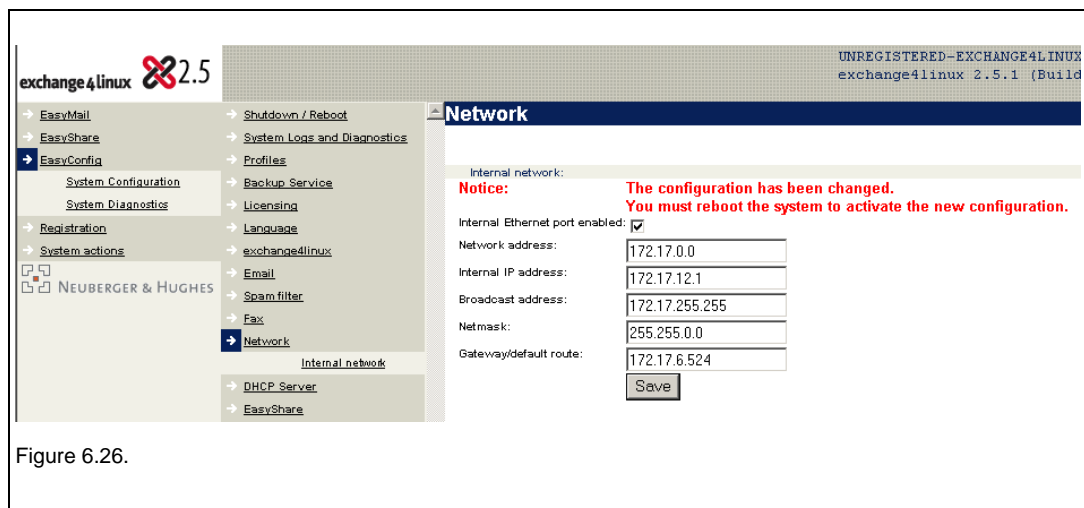 exchange4linux 2.5
UNREGISTERED-EXCHANGE4LINUX
exchange4linux 2.5.1 (Build
EasyMail
EasyShare
EasyConfig
System Configuration
System Diagnostics
Registration
System actions
NEUBERGER & HUGHES
Shutdown / Reboot
System Logs and Diagnostics
Profiles
Backup Service
Licensing
Language
exchange4linux
Email
Spam filter
Fax
Network
Internal network
DHCP Server
EasyShare
Network
Internal network:
Notice: The configuration has been changed.
You must reboot the system to activate the new configuration.
Internal Ethernet port enabled:
Network address: 172.17.0.0
Internal IP address: 172.17.12.1
Broadcast address: 172.17.255.255
Netmask: 255.255.0.0
Gateway/default route: 172.17.6.524
Save
Figure 6.26.